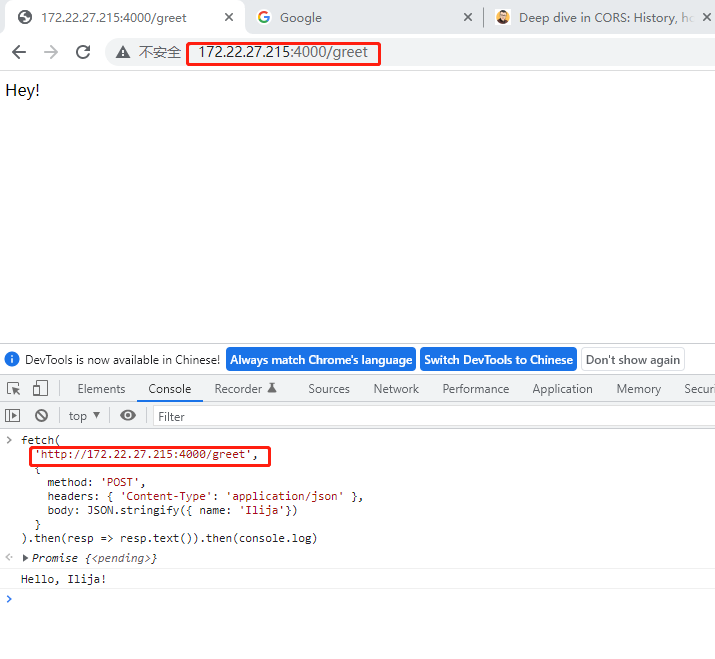 172.22.27.215:4000/greet
Google
Deep dive in CORS: History, ho
不安全 172.22.27.215:4000/greet
Hey!
DevTools is now available in Chinese! Always match Chrome's language Switch DevTools to Chinese Don't show again
Elements Console Recorder Sources Network Performance Application Memory Securi
top Filter
fetch(
'http://172.22.27.215:4000/greet',
{
method: 'POST',
headers: { 'Content-Type': 'application/json' },
body: JSON.stringify({ name: 'Ilija'})
}
).then(resp => resp.text()).then(console.log)
Promise {<pending>}
Hello, Ilija!